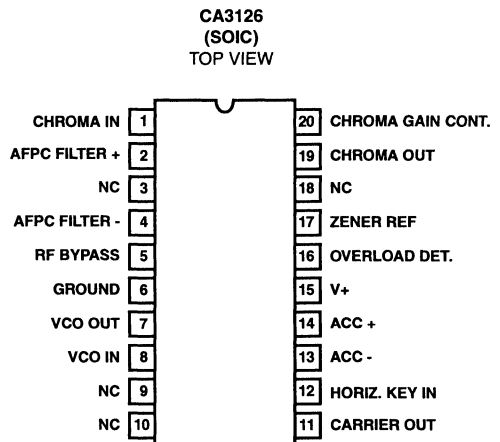 CA3126
(SOIC)
TOP VIEW
CHROMA IN 1
AFPC FILTER + 2
NC 3
AFPC FILTER - 4
RF BYPASS 5
GROUND 6
VCO OUT 7
VCO IN 8
NC 9
NC 10
20 CHROMA GAIN CONT.
19 CHROMA OUT
18 NC
17 ZENER REF
16 OVERLOAD DET.
15 V+
14 ACC +
13 ACC -
12 HORIZ. KEY IN
11 CARRIER OUT